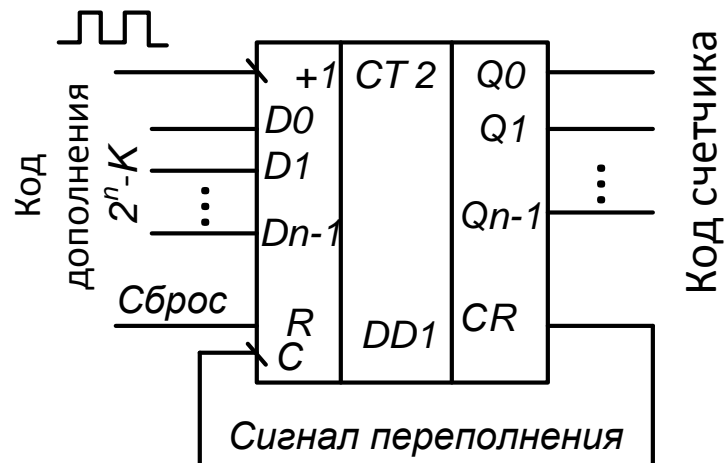 Код
дополнения
2ⁿ-K
Сброс
+1
D0
D1
Dn-1
R
C
CT 2
DD1
Q0
Q1
Qn-1
CR
Код счетчика
Сигнал переполнения